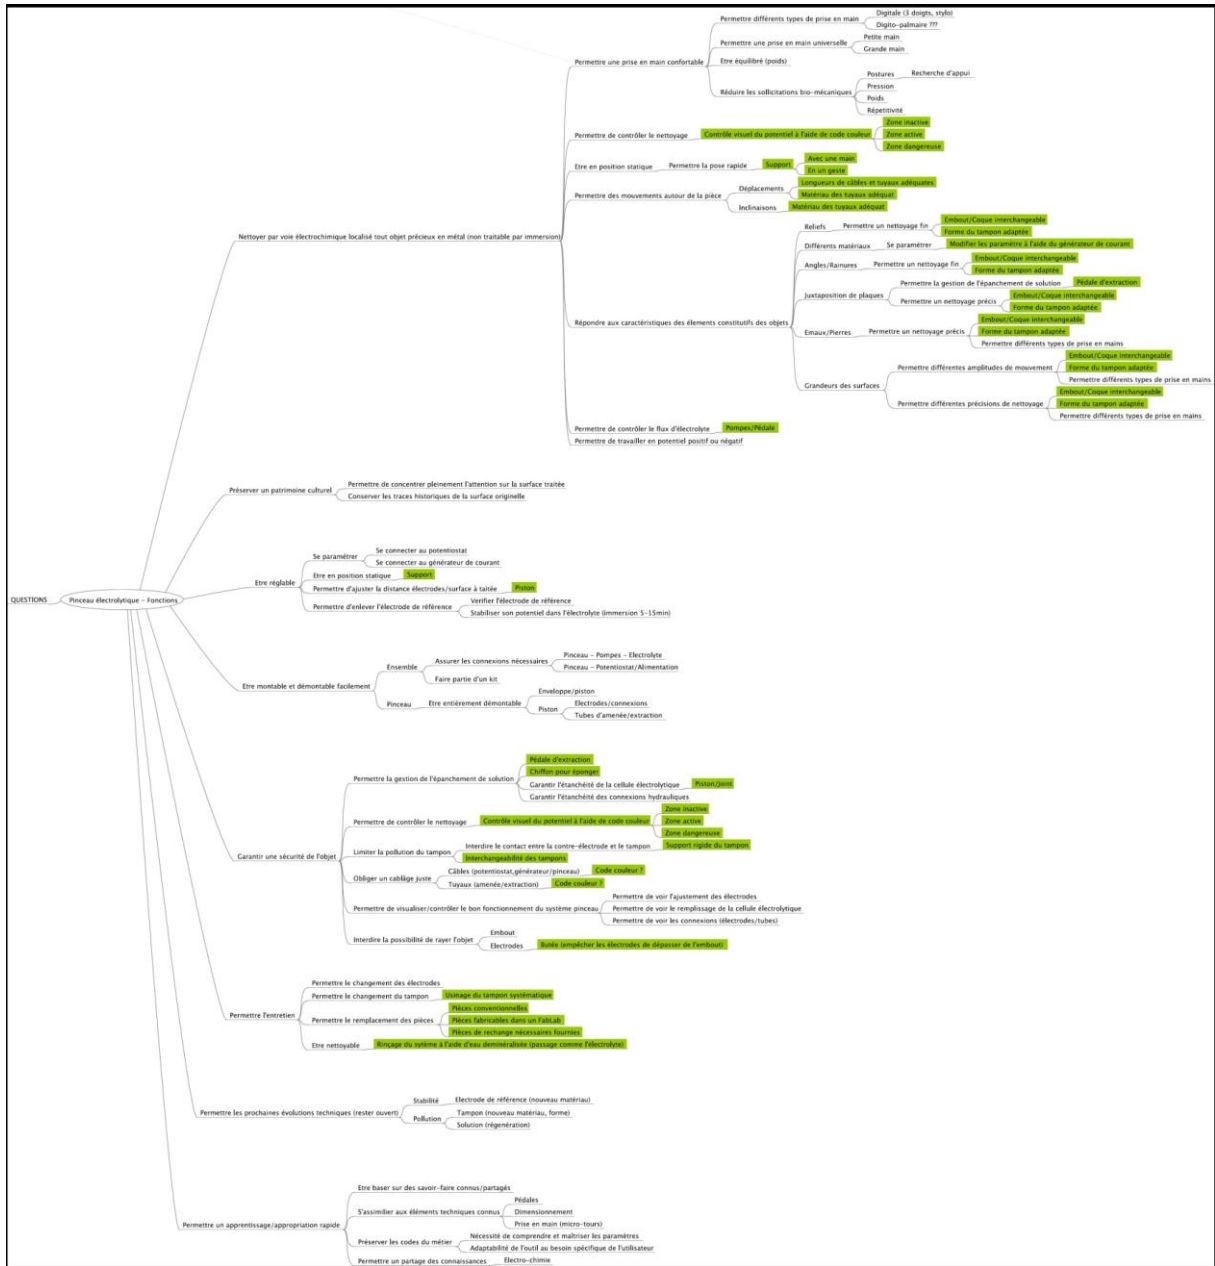 QUESTIONS
Pinceau électrolytique - Fonctions
Nettoyer par voie électrochimique localisé tout objet précieux en métal (non traitable par immersion)
Permettre une prise en main confortable
Permettre différents types de prise en main
Digitale (3 doigts, stylo)
Digito-palmaire ???
Permettre une prise en main universelle
Petite main
Grande main
Etre équilibré (poids)
Réduire les sollicitations bio-mécaniques
Postures
Recherche d'appui
Pression
Poids
Répetitivité
Permettre de contrôler le nettoyage
Contrôle visuel du potentiel à l'aide de code couleur
Zone inactive
Zone active
Zone dangereuse
Etre en position statique
Permettre la pose rapide
Support
Avec une main
En un geste
Permettre des mouvements autour de la pièce
Déplacements
Longueurs de câbles et tuyaux adéquates
Matériau des tuyaux adéquat
Inclinaisons
Matériau des tuyaux adéquat
Répondre aux caractéristiques des élements constitutifs des objets
Reliefs
Permettre un nettoyage fin
Embout/Coque interchangeable
Forme du tampon adaptée
Différents matériaux
Se paramétrer
Modifier les paramètre à l'aide du générateur de courant
Angles/Rainures
Permettre un nettoyage fin
Embout/Coque interchangeable
Forme du tampon adaptée
Juxtaposition de plaques
Permettre la gestion de l'épanchement de solution
Pédale d'extraction
Permettre un nettoyage précis
Embout/Coque interchangeable
Forme du tampon adaptée
Emaux/Pierres
Permettre un nettoyage précis
Embout/Coque interchangeable
Forme du tampon adaptée
Permettre différents types de prise en mains
Grandeurs des surfaces
Permettre différentes amplitudes de mouvement
Embout/Coque interchangeable
Forme du tampon adaptée
Permettre différents types de prise en mains
Permettre différentes précisions de nettoyage
Embout/Coque interchangeable
Forme du tampon adaptée
Permettre différents types de prise en mains
Permettre de contrôler le flux d'électrolyte
Pompes/Pédale
Permettre de travailler en potentiel positif ou négatif
Préserver un patrimoine culturel
Permettre de concentrer pleinement l'attention sur la surface traitée
Conserver les traces historiques de la surface originelle
Etre réglable
Se paramétrer
Se connecter au potentiostat
Se connecter au générateur de courant
Etre en position statique
Support
Permettre d'ajuster la distance électrodes/surface à taitée
Piston
Permettre d'enlever l'électrode de référence
Verifier l'électrode de référence
Stabiliser son potentiel dans l'électrolyte (immersion 5-15min)
Etre montable et démontable facilement
Ensemble
Assurer les connexions nécessaires
Pinceau - Pompes - Electrolyte
Pinceau - Potentiostat/Alimentation
Faire partie d'un kit
Pinceau
Etre entièrement démontable
Enveloppe/piston
Piston
Electrodes/connexions
Tubes d'amenée/extraction
Garantir une sécurité de l'objet
Permettre la gestion de l'épanchement de solution
Pédale d'extraction
Chiffon pour éponger
Garantir l'étanchéité de la cellule électrolytique
Piston/Joint
Garantir l'étanchéité des connexions hydrauliques
Permettre de contrôler le nettoyage
Contrôle visuel du potentiel à l'aide de code couleur
Zone inactive
Zone active
Zone dangereuse
Limiter la pollution du tampon
Interdire le contact entre la contre-électrode et le tampon
Support rigide du tampon
Interchangeabilité des tampons
Obliger un cablâge juste
Câbles (potentiostat,générateur/pinceau)
Code couleur ?
Tuyaux (amenée/extraction)
Code couleur ?
Permettre de visualiser/contrôler le bon fonctionnement du système pinceau
Permettre de voir l'ajustement des électrodes
Permettre de voir le remplissage de la cellule électrolytique
Permettre de voir les connexions (électrodes/tubes)
Interdire la possibilité de rayer l'objet
Embout
Electrodes
Butée (empêcher les électrodes de dépasser de l'embout)
Permettre l'entretien
Permettre le changement des électrodes
Permettre le changement du tampon
Usinage du tampon systématique
Permettre le remplacement des pièces
Pièces conventionelles
Pièces fabricables dans un FabLab
Pièces de rechange nécessaires fournies
Etre nettoyable
Rinçage du sytème à l'aide d'eau deminéralisée (passage comme l'électrolyte)
Permettre les prochaines évolutions techniques (rester ouvert)
Stabilité
Electrode de référence (nouveau matériau)
Pollution
Tampon (nouveau matériau, forme)
Solution (régénération)
Permettre un apprentissage/appropriation rapide
Etre baser sur des savoir-faire connus/partagés
S'assimilier aux éléments techniques connus
Pédales
Dimensionnement
Prise en main (micro-tours)
Préserver les codes du métier
Nécessité de comprendre et maîtriser les paramètres
Adaptabilité de l'outil au besoin spécifique de l'utilisateur
Permettre un partage des connaissances
Electro-chimie